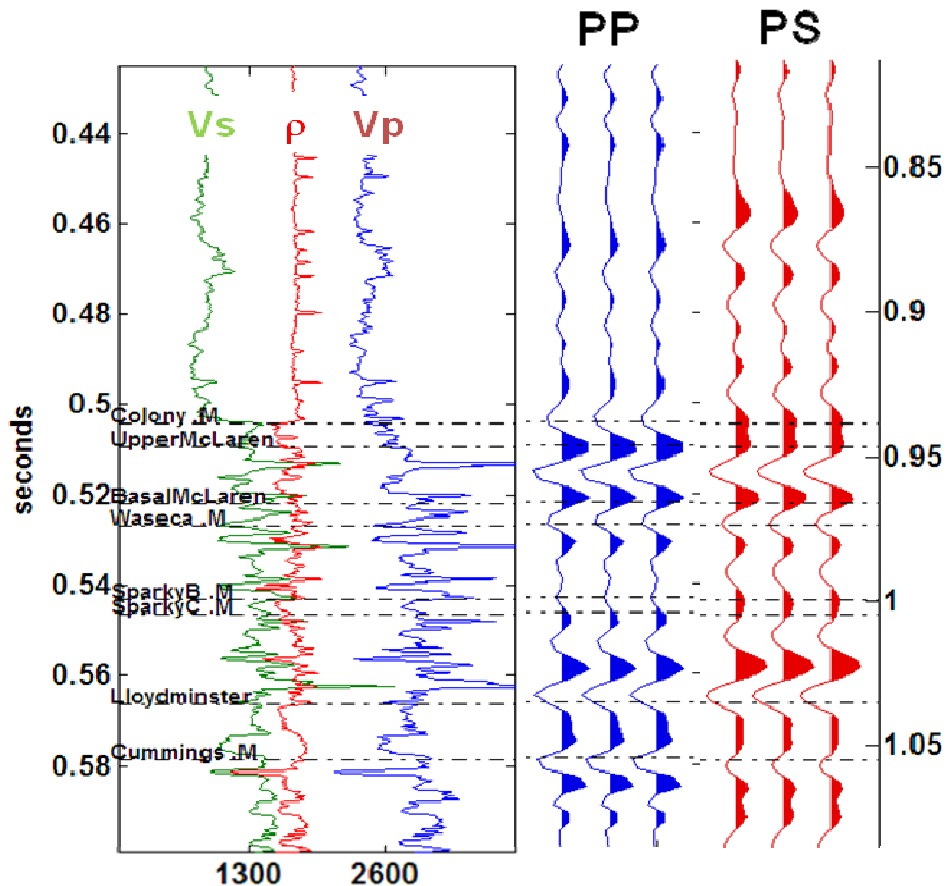 PP PS
Vs ρ Vp
0.44
0.85
0.46
0.48
0.9
0.5
Colony .M
UpperMcLaren
0.95
0.52
BasalMcLaren
Waseca .M
0.54
SparkyB .M
1
SparkyC .M
0.56
Lloydminster
Cummings .M
1.05
0.58
seconds
1300 2600